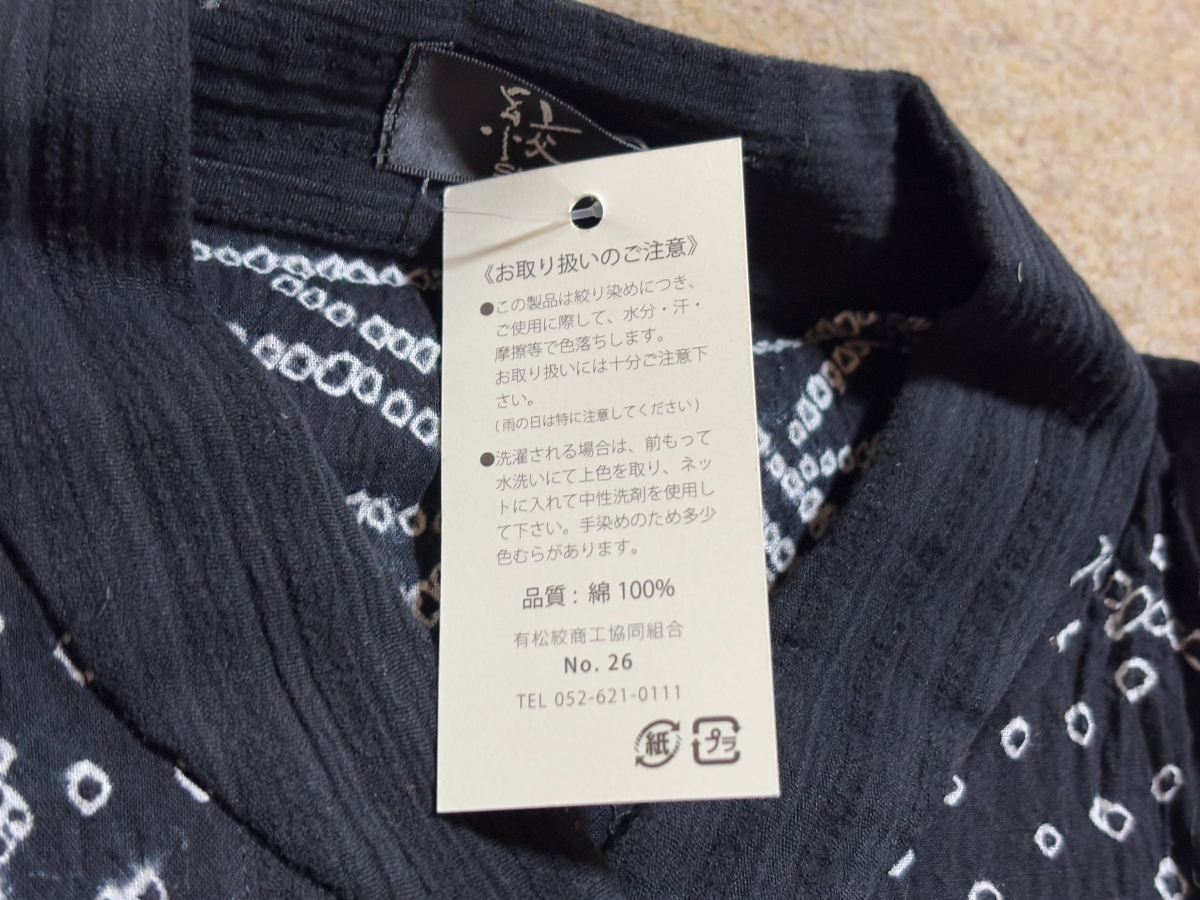 絞
《お取り扱いのご注意》
●この製品は絞り染めにつき、
ご使用に際して、水分・汗・
摩擦等で色落ちします。
お取り扱いには十分ご注意下
さい。
(雨の日は特に注意してください)
●洗濯される場合は、前もって
水洗いにて上色を取り、ネッ
トに入れて中性洗剤を使用し
て下さい。手染めのため多少
色むらがあります。
品質：綿 100%
有松絞商工協同組合
No. 26
TEL 052-621-0111
紙
プラ